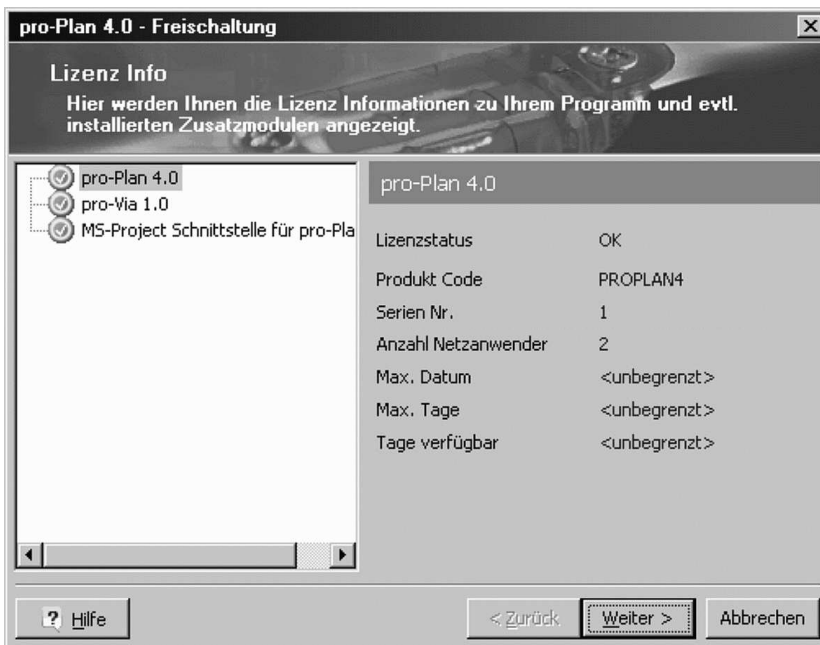 pro-Plan 4.0 - Freischaltung
Lizenz Info
Hier werden Ihnen die Lizenz Informationen zu Ihrem Programm und evtl.
installierten Zusatzmodulen angezeigt.
pro-Plan 4.0
pro-Via 1.0
MS-Project Schnittstelle für pro-Pla
pro-Plan 4.0
Lizenzstatus OK
Produkt Code PROPLAN4
Serien Nr. 1
Anzahl Netzanwender 2
Max. Datum <unbegrenzt>
Max. Tage <unbegrenzt>
Tage verfügbar <unbegrenzt>
? Hilfe
< Zurück
Weiter >
Abbrechen